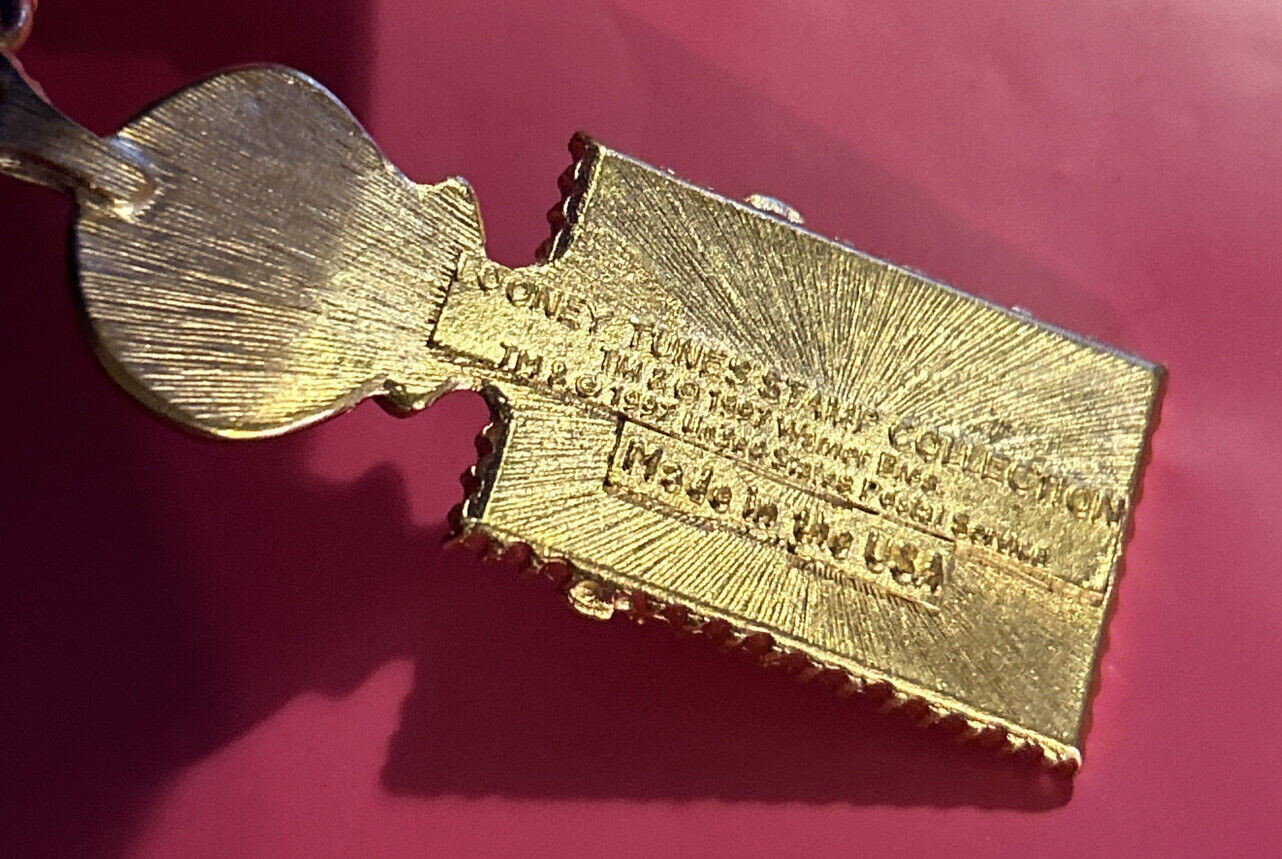 LOONEY TUNES STAMP COLLECTION
TM & © 1997 Warner Bros.
TM & © 1997 United States Postal Service
Made in the USA